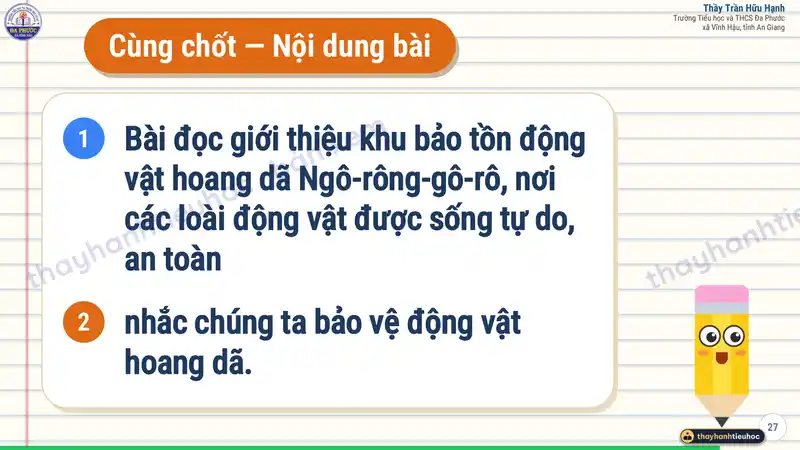 Thầy Trần Hữu Hạnh
Trường Tiểu học và THCS Đa Phước
xã Vĩnh Hậu, tỉnh An Giang
ĐA PHƯỚC
Cùng chốt — Nội dung bài
1
Bài đọc giới thiệu khu bảo tồn động
vật hoang dã Ngô-rông-gô-rô, nơi
các loài động vật được sống tự do,
an toàn
2
nhắc chúng ta bảo vệ động vật
hoang dã.
thayhanhtieuhoc
27